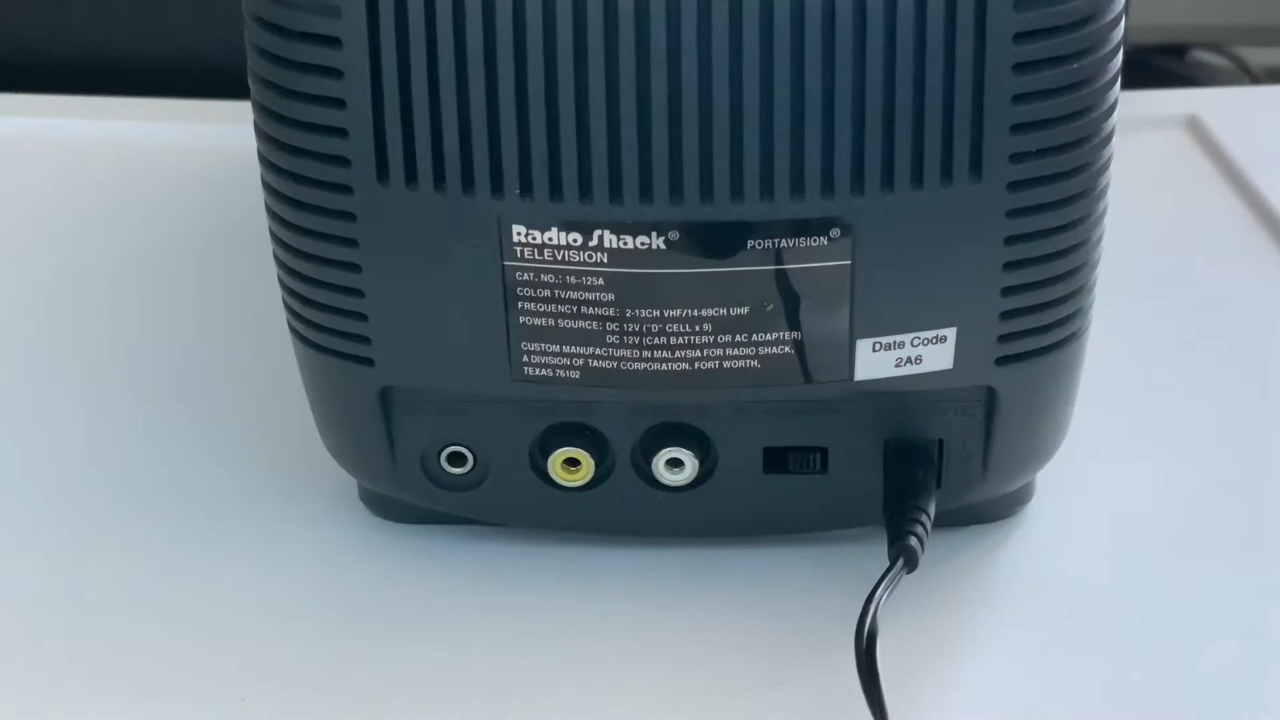 Radio Shack® PORTAVISION®
TELEVISION
CAT. NO.: 16-125A
COLOR TV/MONITOR
FREQUENCY RANGE: 2-13CH VHF/14-69CH UHF
POWER SOURCE: DC 12V ("D" CELL x 9)
DC 12V (CAR BATTERY OR AC ADAPTER)
CUSTOM MANUFACTURED IN MALAYSIA FOR RADIO SHACK,
A DIVISION OF TANDY CORPORATION. FORT WORTH,
TEXAS 76102
Date Code
2A6